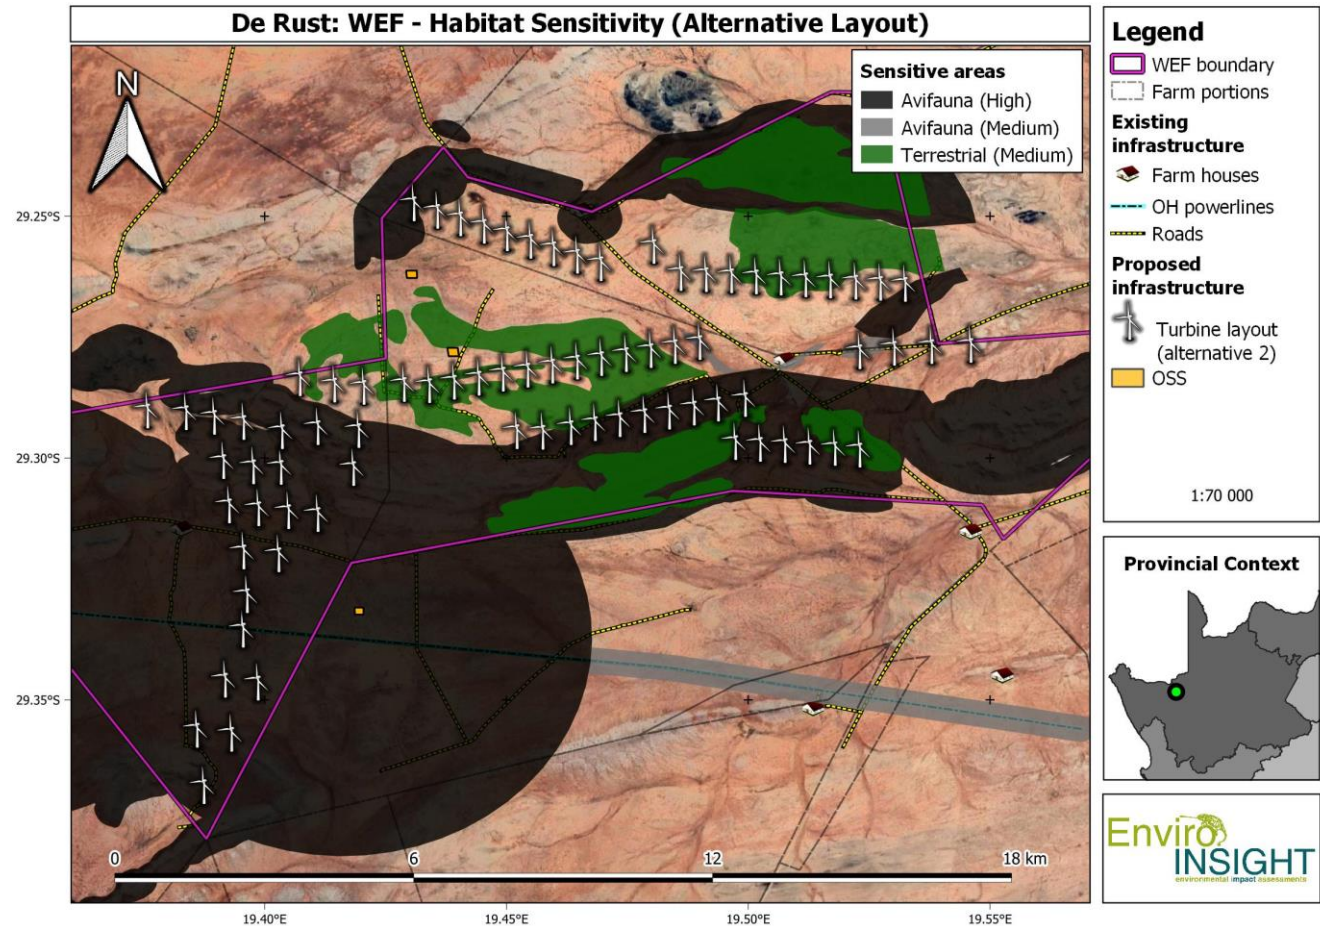 De Rust: WEF - Habitat Sensitivity (Alternative Layout)
N
Sensitive areas
Avifauna (High)
Avifauna (Medium)
Terrestrial (Medium)
29.25°S
29.30°S
29.35°S
0
6
12
18 km
19.40°E
19.45°E
19.50°E
19.55°E
Legend
WEF boundary
Farm portions
Existing
infrastructure
Farm houses
OH powerlines
Roads
Proposed
infrastructure
Turbine layout
(alternative 2)
OSS
1:70 000
Provincial Context
Enviro
INSIGHT
environmental impact assessments